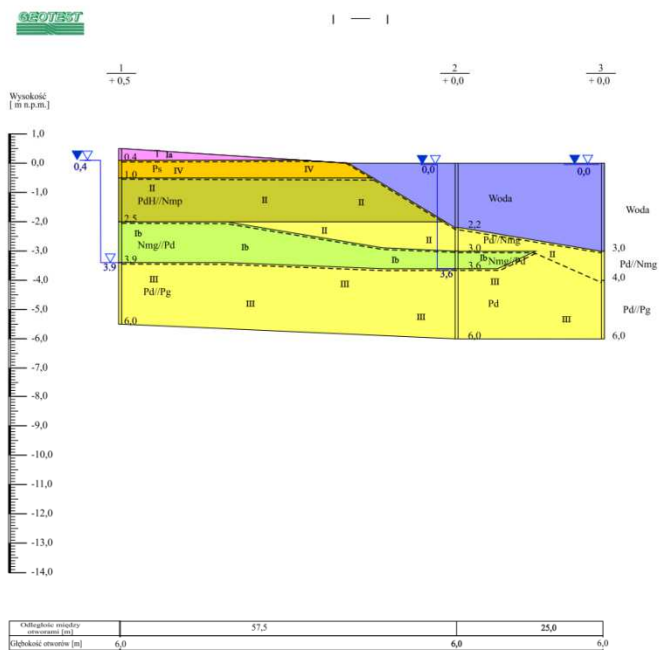 GEOTEST
I — I
1 2 3
+ 0,5 + 0,0 + 0,0
Wysokość
[ m n.p.m.]
1,0
0,0
-1,0
-2,0
-3,0
-4,0
-5,0
-6,0
-7,0
-8,0
-9,0
-10,0
-11,0
-12,0
-13,0
-14,0
0,4
3,9
0,4
T Ia
Ps IV IV
1,0
II
PdH//Nmp II II
2,5
Ib
Nmg//Pd Ib Ib
3,9
III
Pd//Pg III III III
6,0
0,0
Woda
2,2
II II
Pd//Nmg II
3,0
Ib
Nmg//Pd
3,6
3,6
III
Pd
III
6,0
0,0
Woda
3,0
Pd//Nmg
4,0
Pd//Pg
6,0
Odległośc między
otworami [m] 57,5 25,0
Głębokość otworów [m] 6,0 6,0 6,0